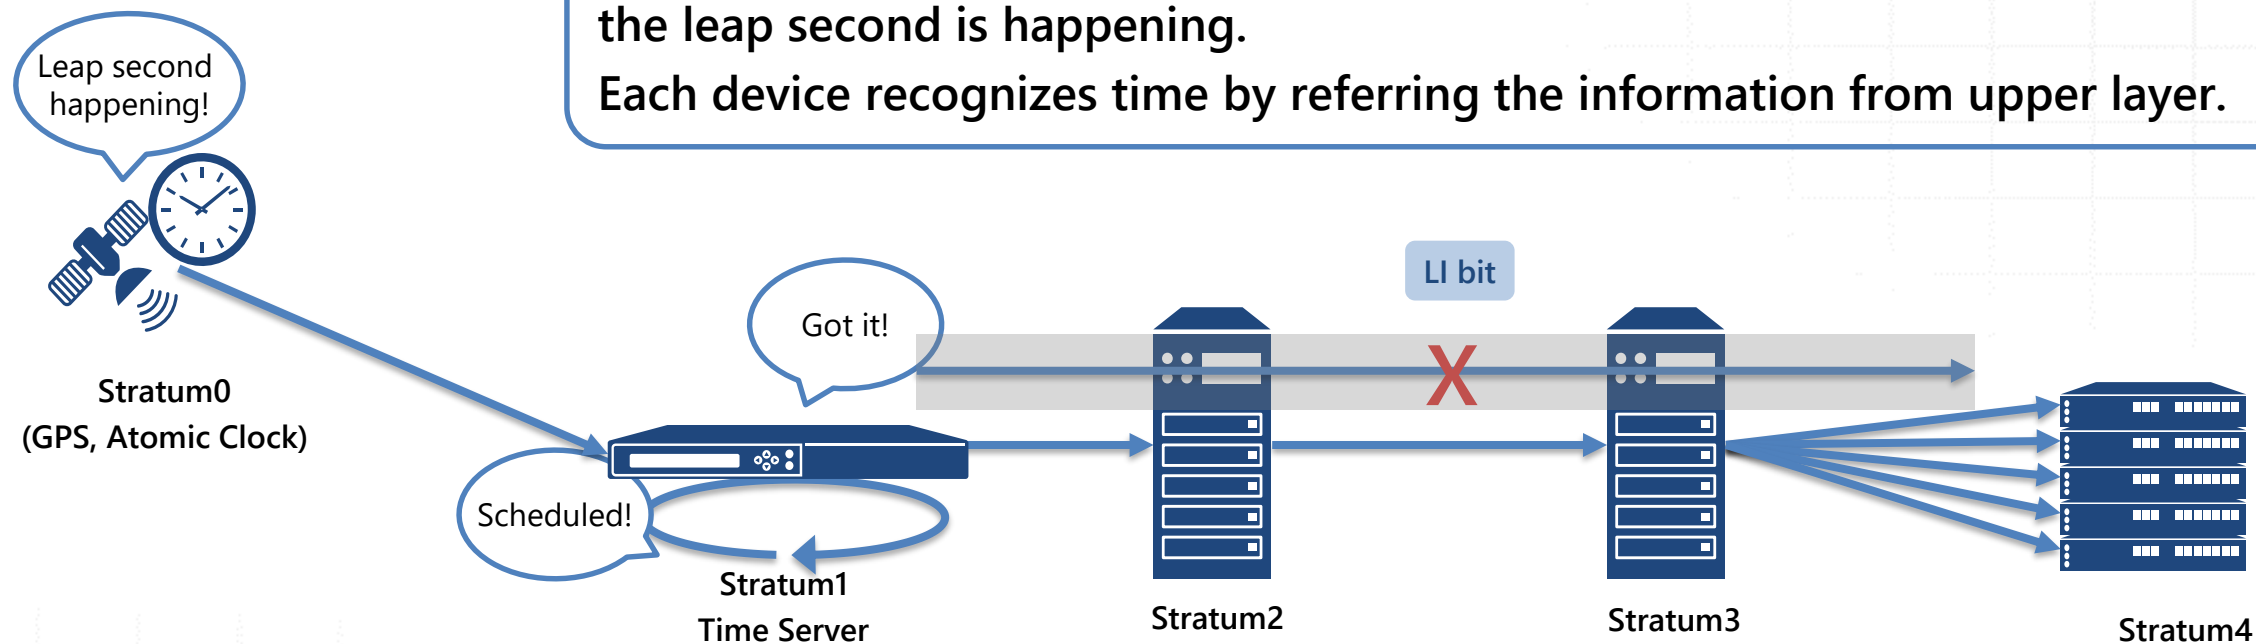 the leap second is happening.
Each device recognizes time by referring the information from upper layer.
Leap second
happening!
Stratum0
(GPS, Atomic Clock)
Got it!
LI bit
X
Scheduled!
Stratum1
Time Server
Stratum2
Stratum3
Stratum4